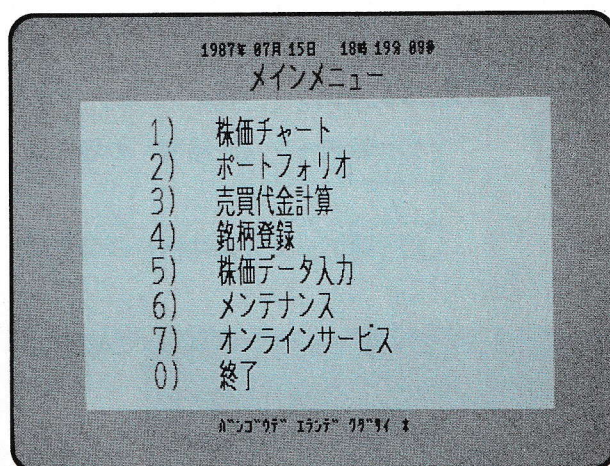 1987年 07月 15日 18時 19分 09秒
メインメニュー
1) 株価チャート
2) ポートフォリオ
3) 売買代金計算
4) 銘柄登録
5) 株価データ入力
6) メンテナンス
7) オンラインサービス
0) 終了
バンゴウデ エランデ クダサイ